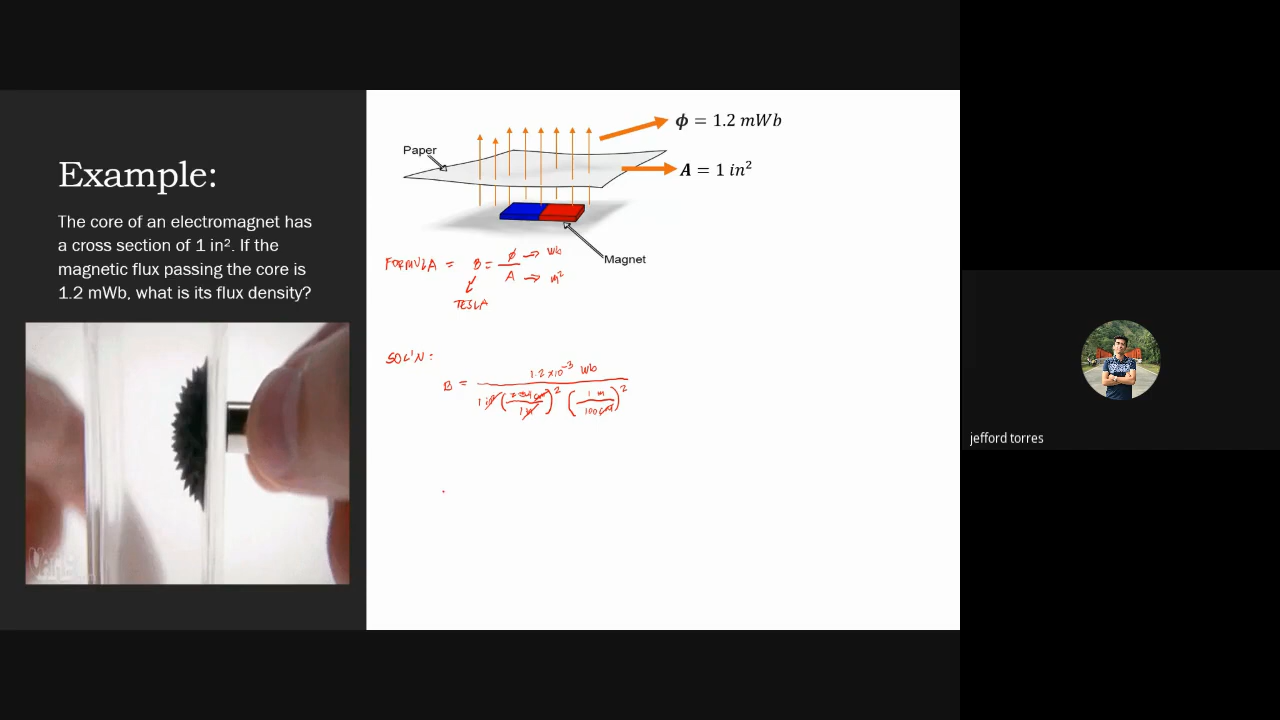 Example:
The core of an electromagnet has
a cross section of 1 in². If the
magnetic flux passing the core is
1.2 mWb, what is its flux density?
ϕ = 1.2 mWb
Paper
A = 1 in²
Magnet
FORMULA = B = ϕ → Wb
A → m²
TESLA
SOL'N:
B = 1.2 x10⁻³ Wb
1 in² (2.54 cm)² (1 m)²
1 in 100 cm
jefford torres